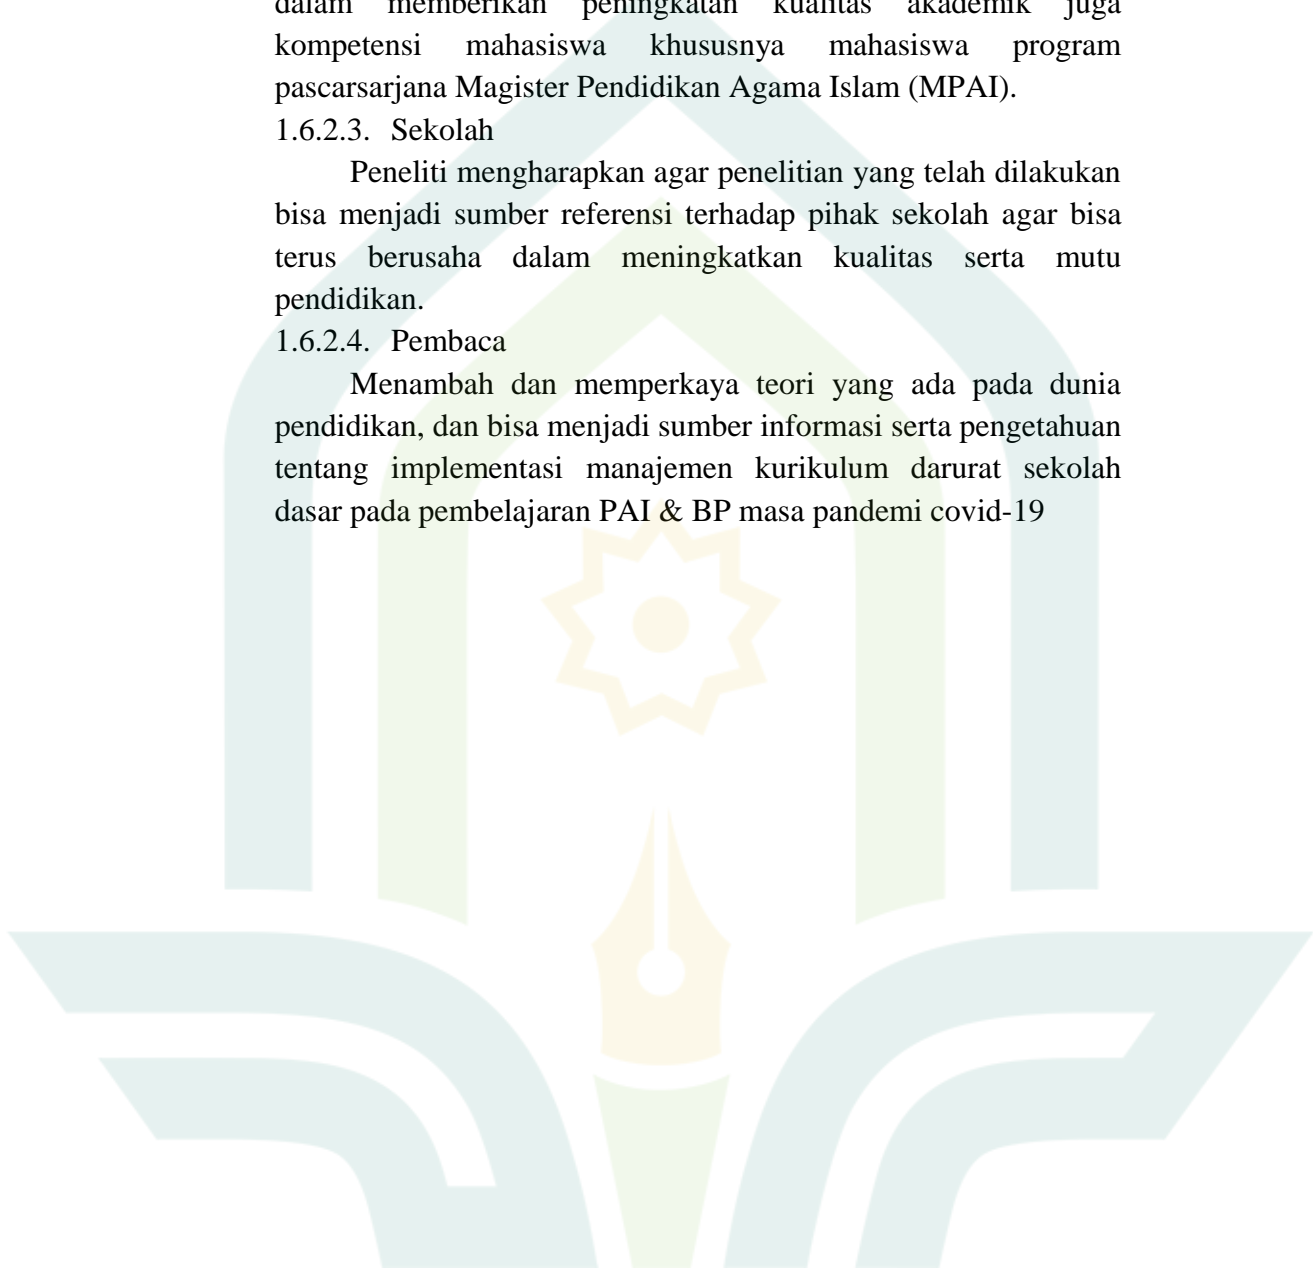 dalam memberikan peningkatan kualitas akademik juga
kompetensi mahasiswa khususnya mahasiswa program
pascarsarjana Magister Pendidikan Agama Islam (MPAI).
1.6.2.3. Sekolah
Peneliti mengharapkan agar penelitian yang telah dilakukan
bisa menjadi sumber referensi terhadap pihak sekolah agar bisa
terus berusaha dalam meningkatkan kualitas serta mutu
pendidikan.
1.6.2.4. Pembaca
Menambah dan memperkaya teori yang ada pada dunia
pendidikan, dan bisa menjadi sumber informasi serta pengetahuan
tentang implementasi manajemen kurikulum darurat sekolah
dasar pada pembelajaran PAI & BP masa pandemi covid-19